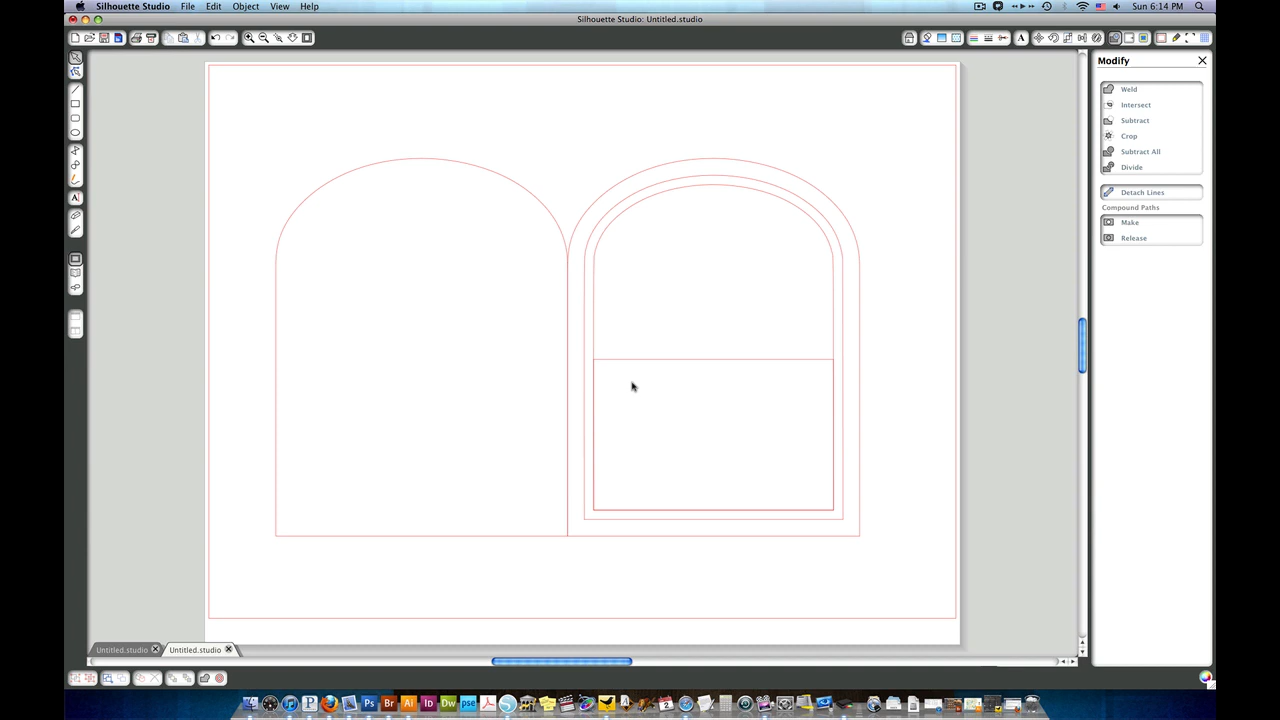 Silhouette Studio File Edit Object View Help
Sun 6:14 PM
Silhouette Studio: Untitled.studio
Modify
Weld
Intersect
Subtract
Crop
Subtract All
Divide
Detach Lines
Compound Paths
Make
Release
Untitled.studio
Untitled.studio